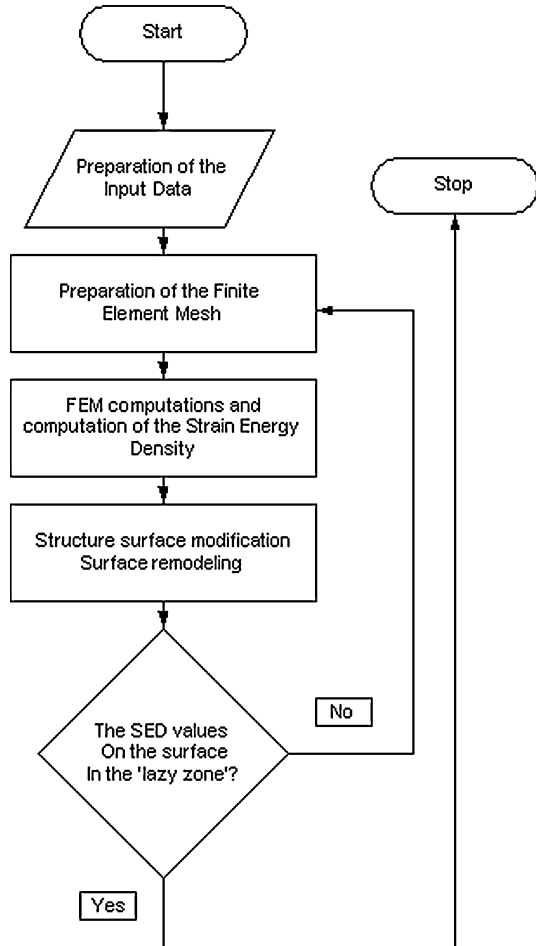 Start
Preparation of the
Input Data
Stop
Preparation of the Finite
Element Mesh
FEM computations and
computation of the Strain Energy
Density
Structure surface modification
Surface remodeling
No
The SED values
On the surface
In the 'lazy zone'?
Yes